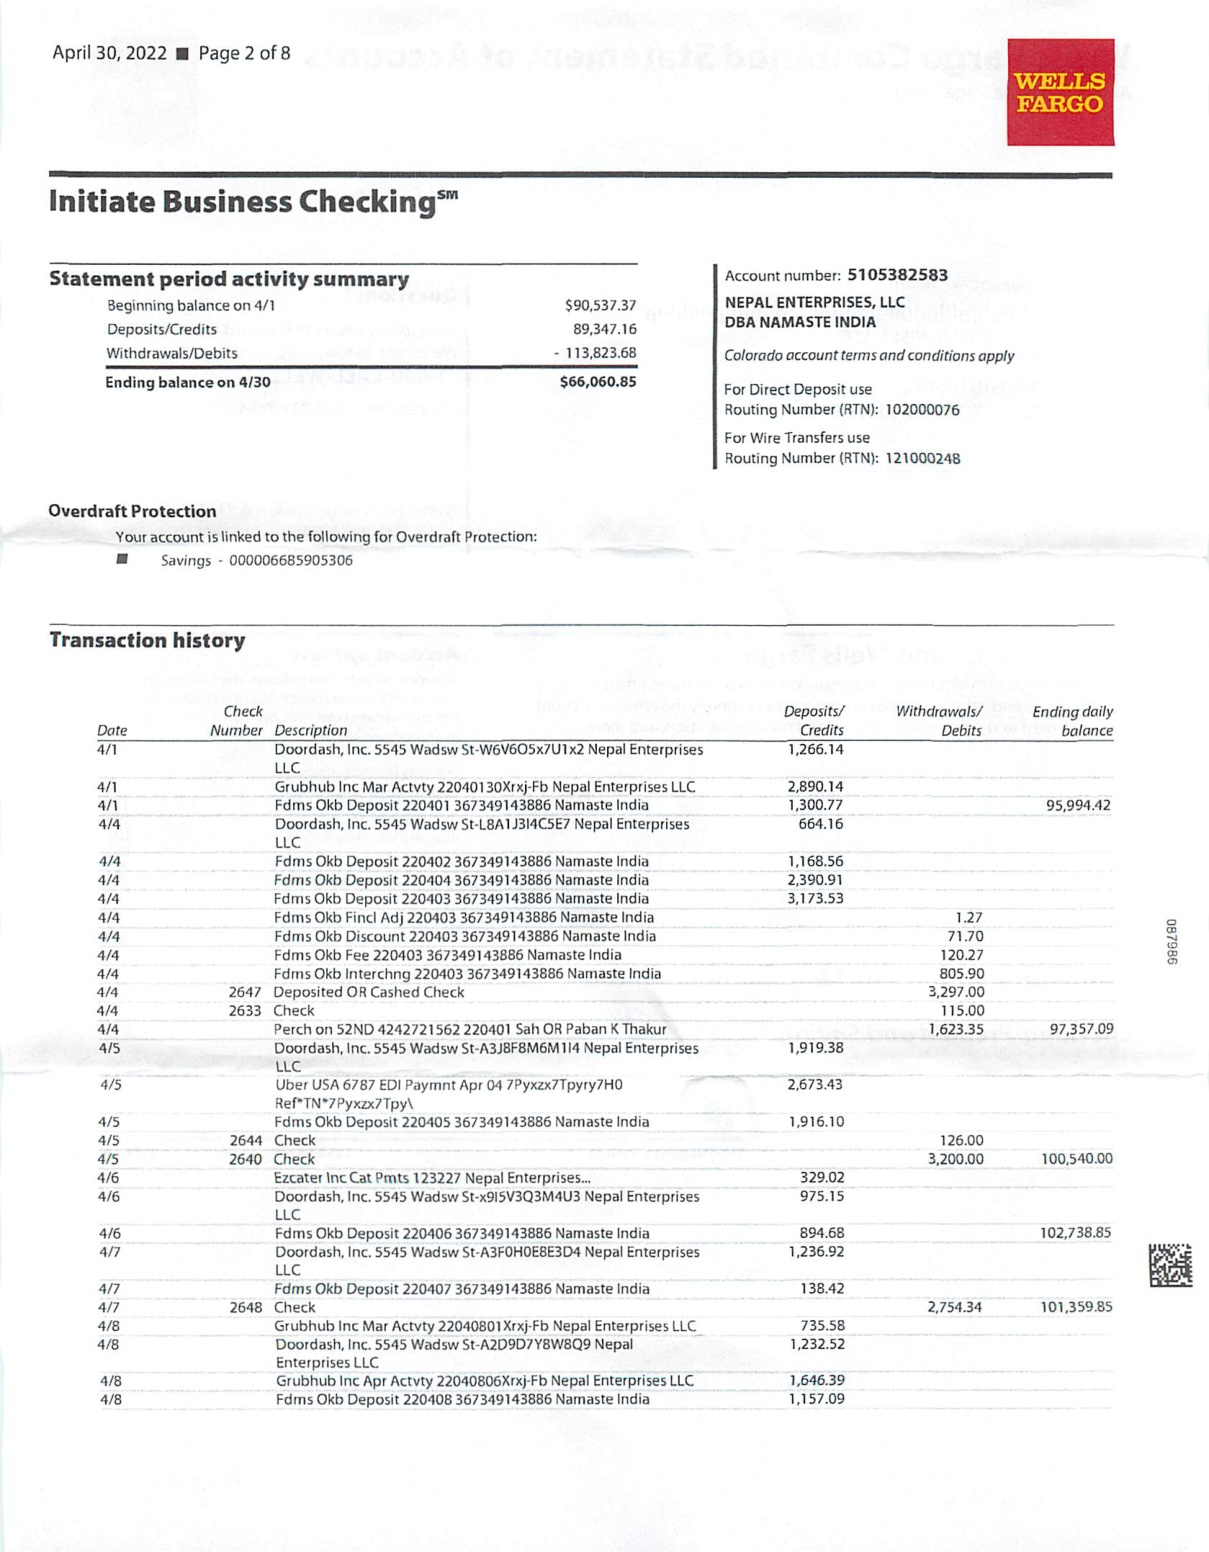 April 30, 2022 ■ Page 2 of 8
WELLS
FARGO
Initiate Business Checking℠
Statement period activity summary
Beginning balance on 4/1 $90,537.37
Deposits/Credits 89,347.16
Withdrawals/Debits - 113,823.68
Ending balance on 4/30 $66,060.85
Account number: 5105382583
NEPAL ENTERPRISES, LLC
DBA NAMASTE INDIA
Colorado account terms and conditions apply
For Direct Deposit use
Routing Number (RTN): 102000076
For Wire Transfers use
Routing Number (RTN): 121000248
Overdraft Protection
Your account is linked to the following for Overdraft Protection:
■ Savings - 000006685905306
Transaction history
Check Deposits/ Withdrawals/ Ending daily
Date Number Description Credits Debits balance
4/1 Doordash, Inc. 5545 Wadsw St-W6V6O5x7U1x2 Nepal Enterprises 1,266.14
LLC
4/1 Grubhub Inc Mar Actvty 22040130Xrxj-Fb Nepal Enterprises LLC 2,890.14
4/1 Fdms Okb Deposit 220401 367349143886 Namaste India 1,300.77 95,994.42
4/4 Doordash, Inc. 5545 Wadsw St-L8A1J3I4C5E7 Nepal Enterprises 664.16
LLC
4/4 Fdms Okb Deposit 220402 367349143886 Namaste India 1,168.56
4/4 Fdms Okb Deposit 220404 367349143886 Namaste India 2,390.91
4/4 Fdms Okb Deposit 220403 367349143886 Namaste India 3,173.53
4/4 Fdms Okb Fincl Adj 220403 367349143886 Namaste India 1.27
4/4 Fdms Okb Discount 220403 367349143886 Namaste India 71.70
4/4 Fdms Okb Fee 220403 367349143886 Namaste India 120.27
4/4 Fdms Okb Interchng 220403 367349143886 Namaste India 805.90
4/4 2647 Deposited OR Cashed Check 3,297.00
4/4 2633 Check 115.00
4/4 Perch on 52ND 4242721562 220401 Sah OR Paban K Thakur 1,623.35 97,357.09
4/5 Doordash, Inc. 5545 Wadsw St-A3J8F8M6M1I4 Nepal Enterprises 1,919.38
LLC
4/5 Uber USA 6787 EDI Paymnt Apr 04 7Pyxzx7Tpyry7H0 2,673.43
Ref*TN*7Pyxzx7Tpy\
4/5 Fdms Okb Deposit 220405 367349143886 Namaste India 1,916.10
4/5 2644 Check 126.00
4/5 2640 Check 3,200.00 100,540.00
4/6 Ezcater Inc Cat Pmts 123227 Nepal Enterprises... 329.02
4/6 Doordash, Inc. 5545 Wadsw St-x9I5V3Q3M4U3 Nepal Enterprises 975.15
LLC
4/6 Fdms Okb Deposit 220406 367349143886 Namaste India 894.68 102,738.85
4/7 Doordash, Inc. 5545 Wadsw St-A3F0H0E8E3D4 Nepal Enterprises 1,236.92
LLC
4/7 Fdms Okb Deposit 220407 367349143886 Namaste India 138.42
4/7 2648 Check 2,754.34 101,359.85
4/8 Grubhub Inc Mar Actvty 22040801Xrxj-Fb Nepal Enterprises LLC 735.58
4/8 Doordash, Inc. 5545 Wadsw St-A2D9D7Y8W8Q9 Nepal 1,232.52
Enterprises LLC
4/8 Grubhub Inc Apr Actvty 22040806Xrxj-Fb Nepal Enterprises LLC 1,646.39
4/8 Fdms Okb Deposit 220408 367349143886 Namaste India 1,157.09
087986